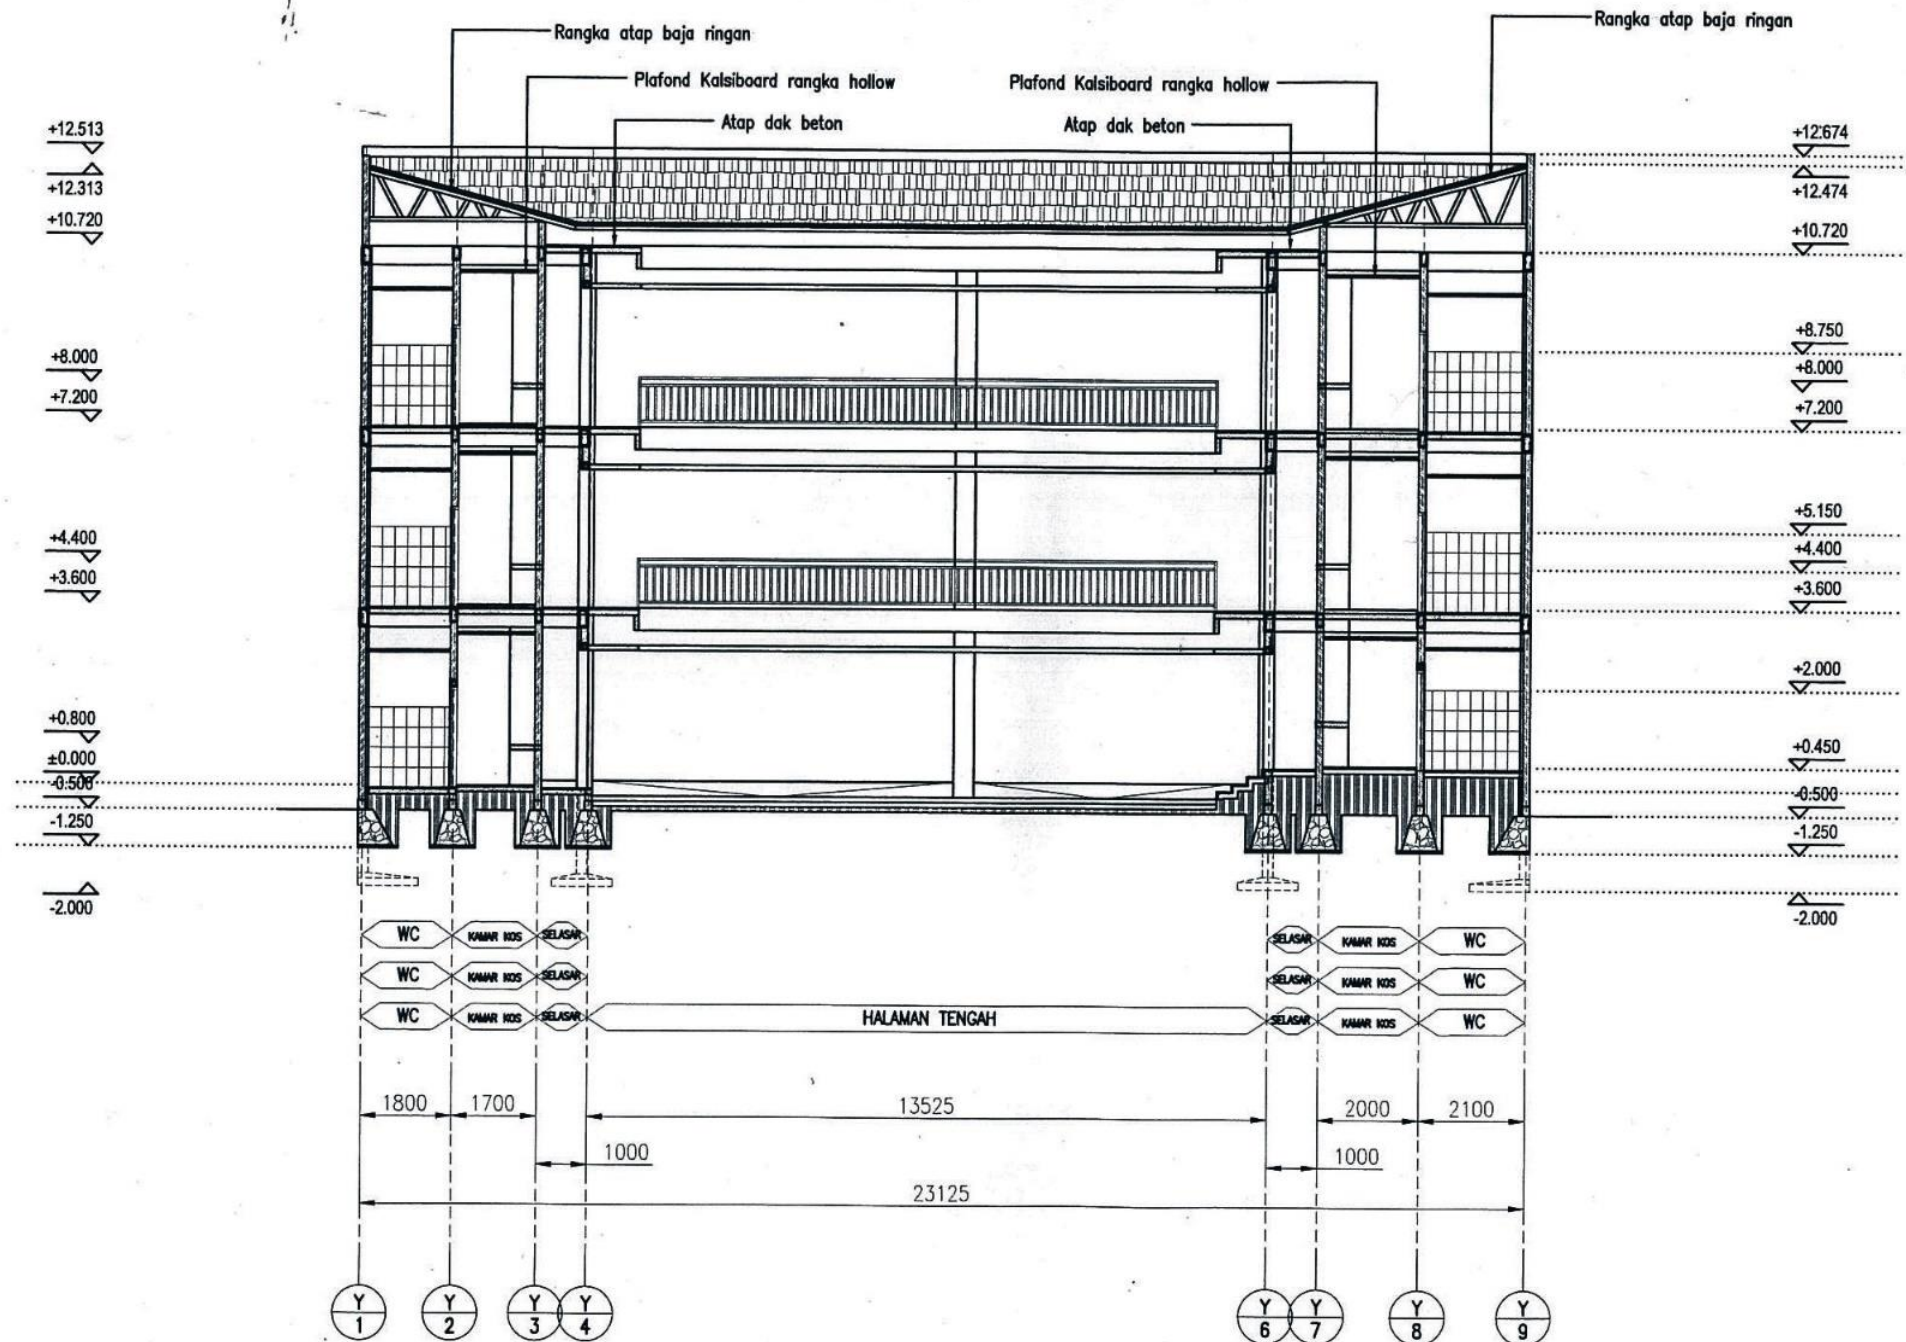 Rangka atap baja ringan
Rangka atap baja ringan
Plafond Kalsiboard rangka hollow
Plafond Kalsiboard rangka hollow
Atap dak beton
Atap dak beton
+12.513
+12.313
+10.720
+8.000
+7.200
+4.400
+3.600
+0.800
±0.000
-0.500
-1.250
-2.000
+12.674
+12.474
+10.720
+8.750
+8.000
+7.200
+5.150
+4.400
+3.600
+2.000
+0.450
-0.500
-1.250
-2.000
WC KAMAR KOS SELASAR SELASAR KAMAR KOS WC
WC KAMAR KOS SELASAR SELASAR KAMAR KOS WC
WC KAMAR KOS SELASAR HALAMAN TENGAH SELASAR KAMAR KOS WC
1800 1700 13525 2000 2100
1000 1000
23125
Y Y Y Y Y Y Y Y
1 2 3 4 6 7 8 9